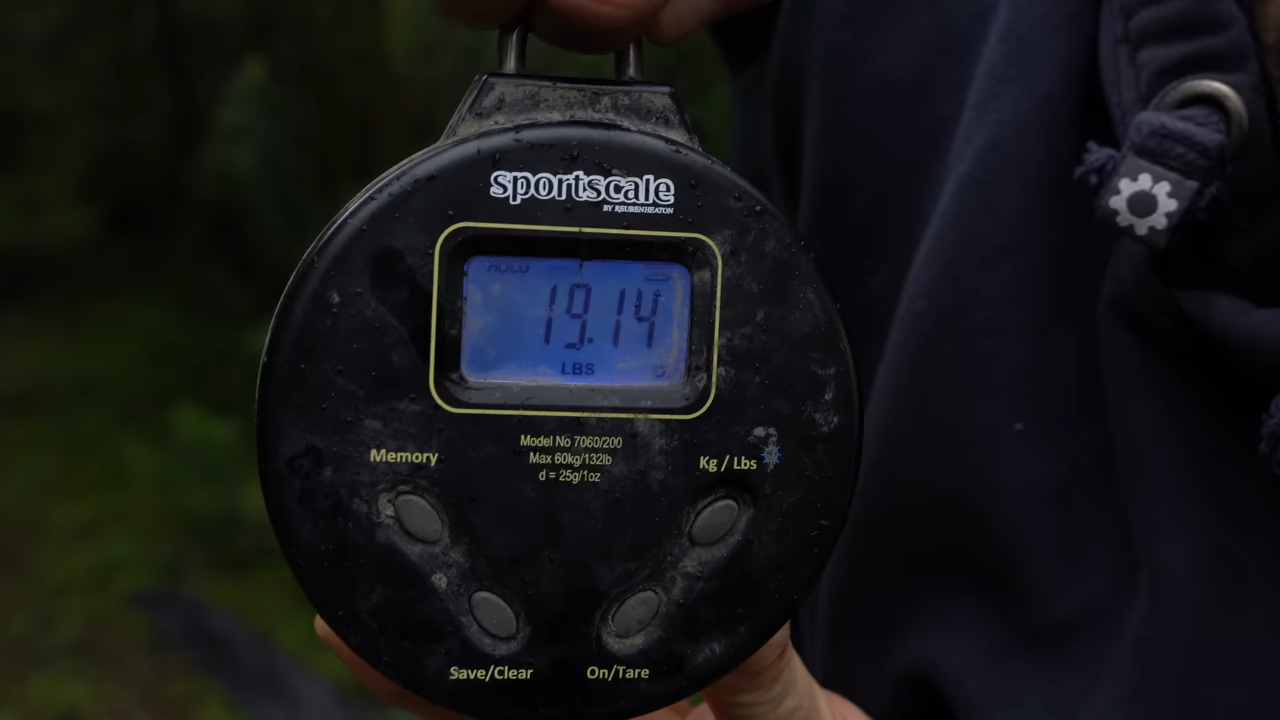 sportscale
BY REUBENHEATON
HOLD
19.14
LBS
Model No 7060/200
Max 60kg/132lb
d = 25g/1oz
Memory
Kg / Lbs
Save/Clear
On/Tare